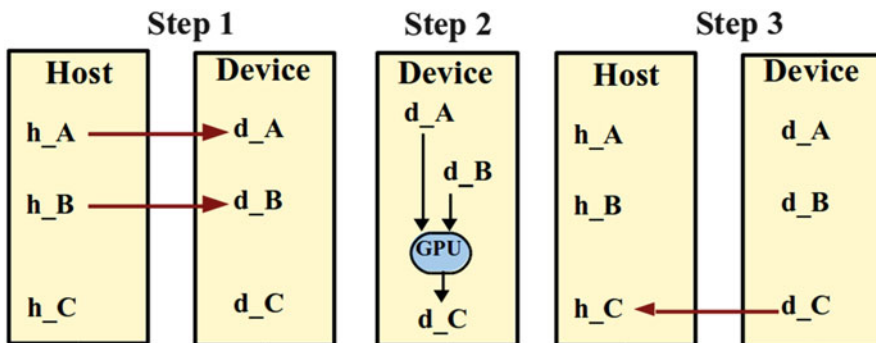 Step 1
Host
Device
h_A
d_A
h_B
d_B
h_C
d_C
Step 2
Device
d_A
d_B
GPU
d_C
Step 3
Host
Device
h_A
d_A
h_B
d_B
h_C
d_C